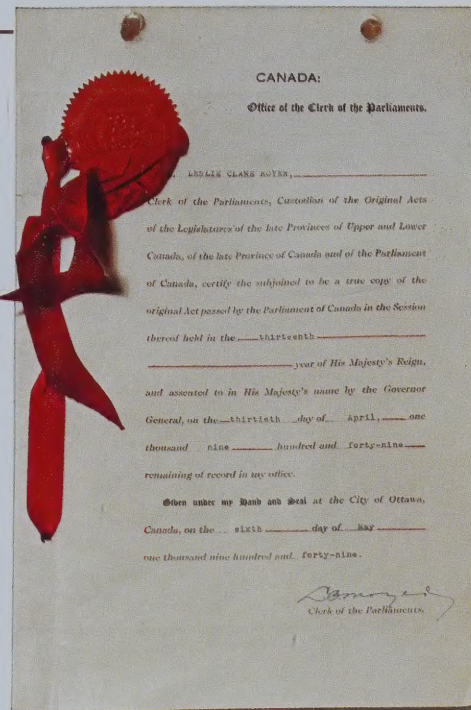 CANADA:
Office of the Clerk of the Parliaments.
LESLIE CLARE MOYER,
Clerk of the Parliaments, Custodian of the Original Acts
of the Legislatures of the late Provinces of Upper and Lower
Canada, of the late Province of Canada and of the Parliament
of Canada, certify the subjoined to be a true copy of the
original Act passed by the Parliament of Canada in the Session
thereof held in the thirteenth
year of His Majesty's Reign,
and assented to in His Majesty's name by the Governor
General, on the thirtieth day of April, one
thousand nine hundred and forty-nine
remaining of record in my office.
Given under my Hand and Seal at the City of Ottawa,
Canada, on the sixth day of May
one thousand nine hundred and forty-nine.
Clerk of the Parliaments.